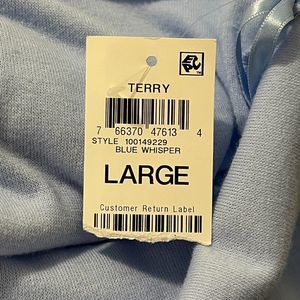 TERRY
7 66370 47613 4
STYLE 100149229
BLUE WHISPER
LARGE
Customer Return Label